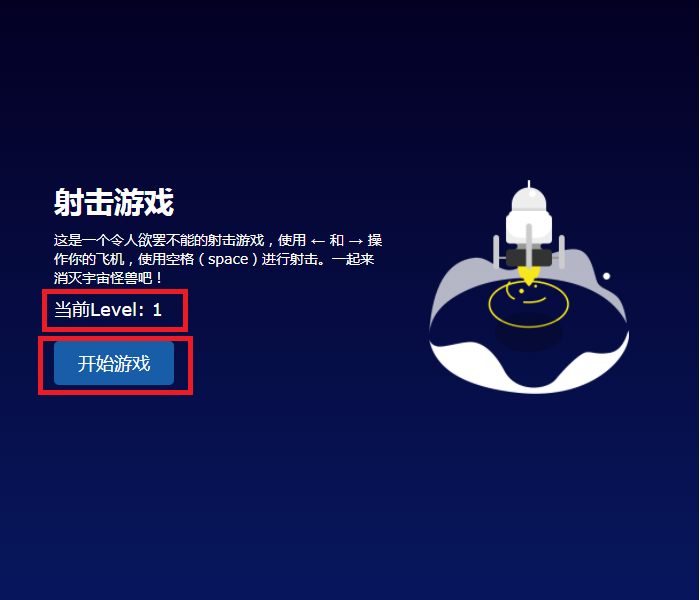 射击游戏
这是一个令人欲罢不能的射击游戏，使用 ← 和 → 操
作你的飞机，使用空格（space）进行射击。一起来
消灭宇宙怪兽吧！
当前Level: 1
开始游戏